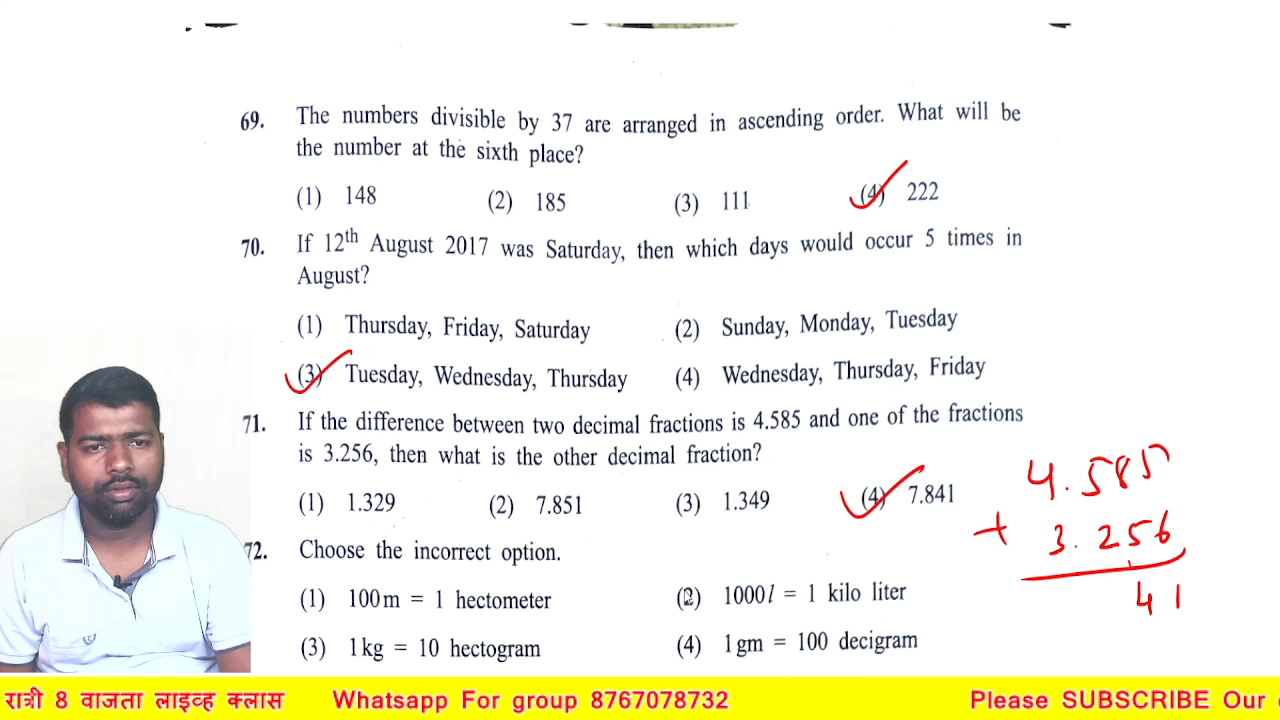 69. The numbers divisible by 37 are arranged in ascending order. What will be
the number at the sixth place?
(1) 148 (2) 185 (3) 111 (4) 222
70. If 12th August 2017 was Saturday, then which days would occur 5 times in
August?
(1) Thursday, Friday, Saturday (2) Sunday, Monday, Tuesday
(3) Tuesday, Wednesday, Thursday (4) Wednesday, Thursday, Friday
71. If the difference between two decimal fractions is 4.585 and one of the fractions
is 3.256, then what is the other decimal fraction?
(1) 1.329 (2) 7.851 (3) 1.349 (4) 7.841
4.585
+ 3.256
41
72. Choose the incorrect option.
(1) 100m = 1 hectometer (2) 1000l = 1 kilo liter
(3) 1kg = 10 hectogram (4) 1gm = 100 decigram
रात्री 8 वाजता लाइव्ह क्लास Whatsapp For group 8767078732 Please SUBSCRIBE Our